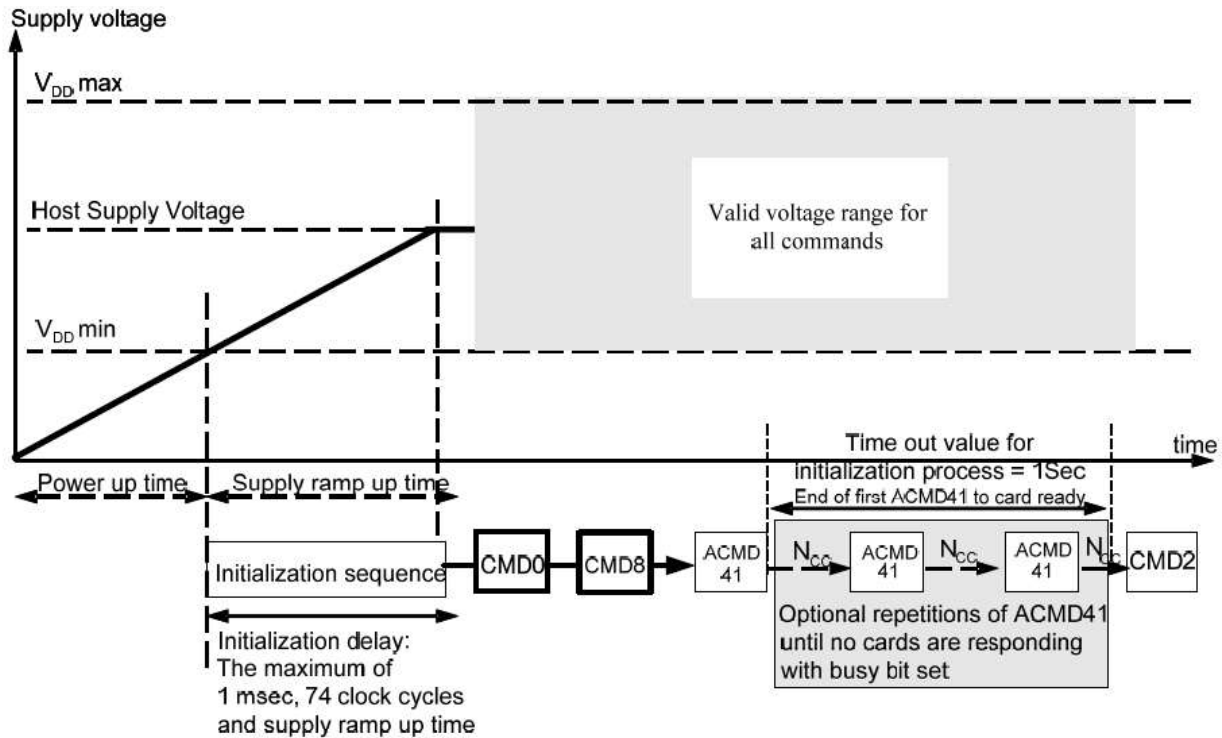 Supply voltage
VDD max
Host Supply Voltage
Valid voltage range for
all commands
VDD min
Time out value for
time
initialization process = 1Sec
Power up time
Supply ramp up time
End of first ACMD41 to card ready
Initialization sequence
CMD0
CMD8
ACMD
41
NCC
ACMD
41
NCC
ACMD
41
NCC
CMD2
Optional repetitions of ACMD41
until no cards are responding
with busy bit set
Initialization delay:
The maximum of
1 msec, 74 clock cycles
and supply ramp up time